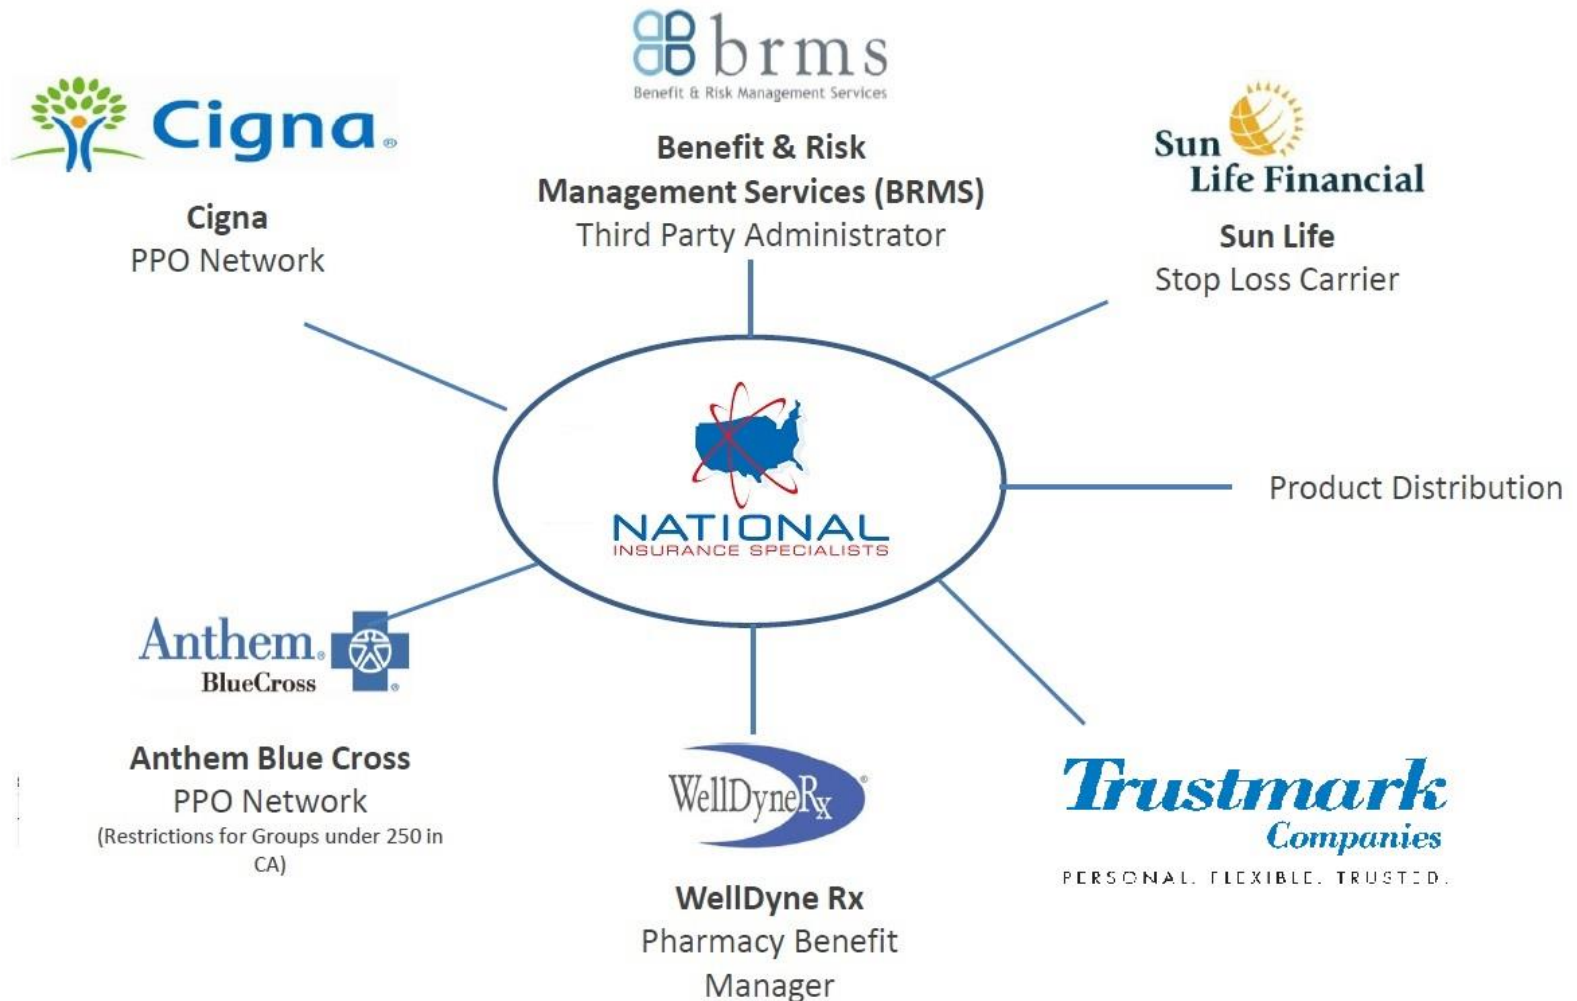 brms
Benefit & Risk Management Services
Benefit & Risk
Management Services (BRMS)
Third Party Administrator
Cigna®
Cigna
PPO Network
Sun
Life Financial
Sun Life
Stop Loss Carrier
NATIONAL
INSURANCE SPECIALISTS
Product Distribution
Anthem®
BlueCross
®
Anthem Blue Cross
PPO Network
(Restrictions for Groups under 250 in
CA)
WellDyneRx®
WellDyne Rx
Pharmacy Benefit
Manager
Trustmark
Companies
PERSONAL. FLEXIBLE. TRUSTED.